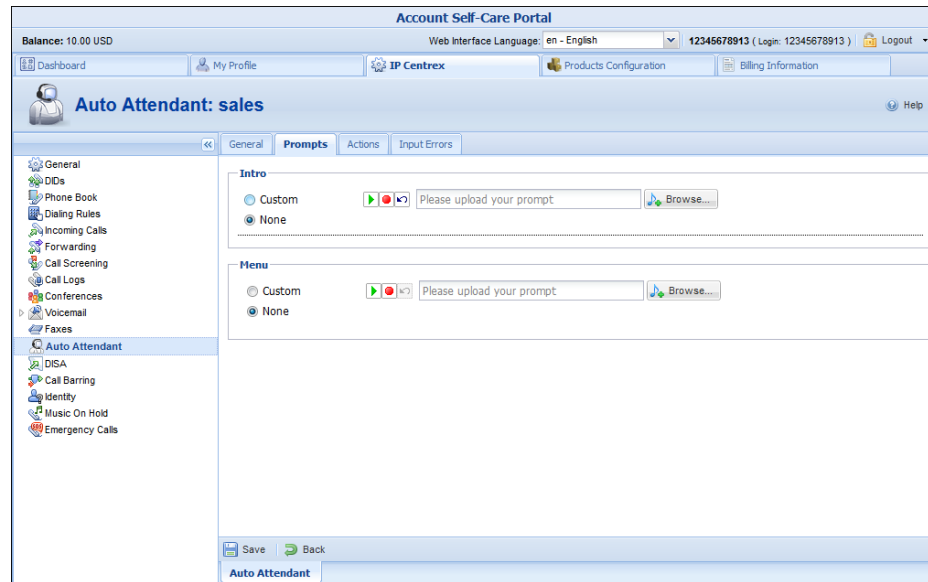 Account Self-Care Portal
Balance: 10.00 USD Web Interface Language: en - English 12345678913 ( Login: 12345678913 ) Logout
Dashboard My Profile IP Centrex Products Configuration Billing Information
Auto Attendant: sales Help
General Prompts Actions Input Errors
General
DIDs
Phone Book
Dialing Rules
Incoming Calls
Forwarding
Call Screening
Call Logs
Conferences
Voicemail
Faxes
Auto Attendant
DISA
Call Barring
Identity
Music On Hold
Emergency Calls
Intro
Custom Please upload your prompt Browse...
None
Menu
Custom Please upload your prompt Browse...
None
Save Back
Auto Attendant